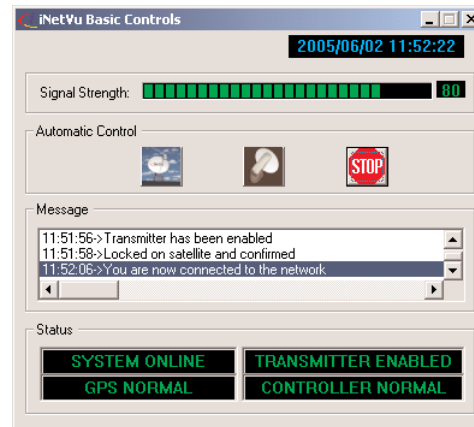 iNetVu Basic Controls
2005/06/02 11:52:22
Signal Strength: 80
Automatic Control
STOP
Message
11:51:56->Transmitter has been enabled
11:51:58->Locked on satellite and confirmed
11:52:06->You are now connected to the network
Status
SYSTEM ONLINE TRANSMITTER ENABLED
GPS NORMAL CONTROLLER NORMAL